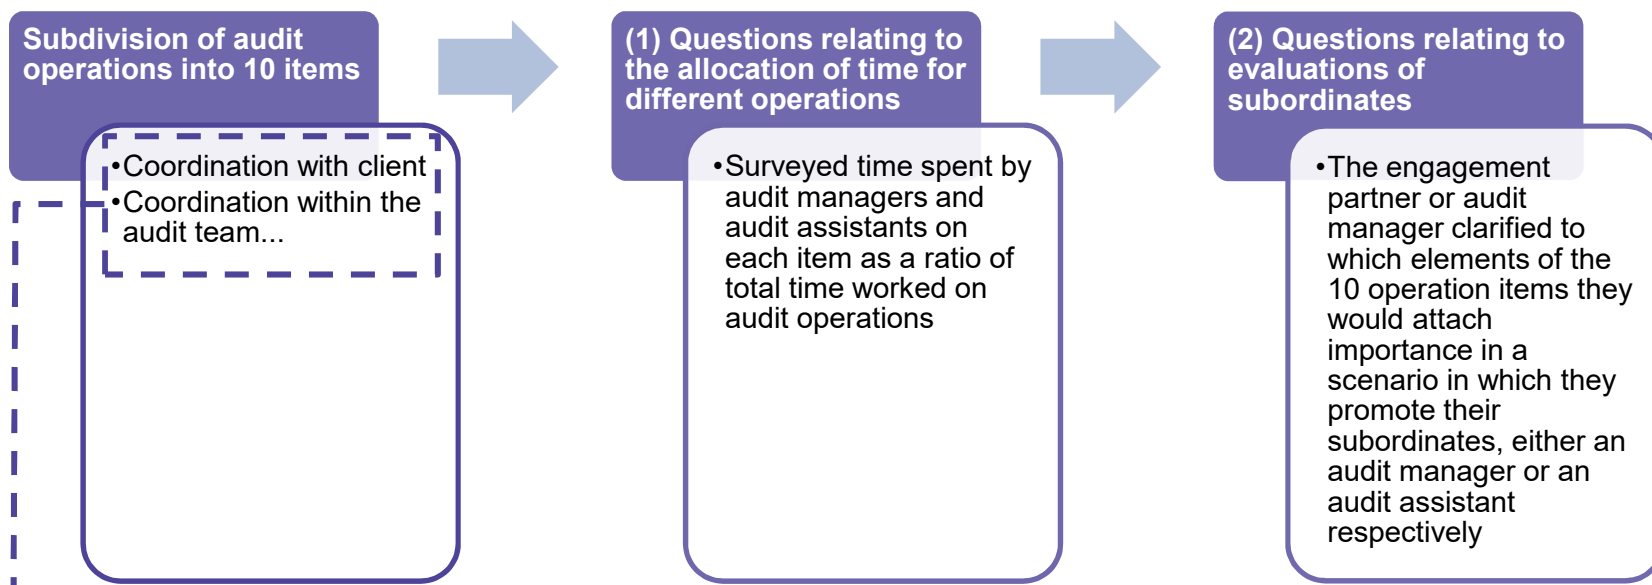 Subdivision of audit
operations into 10 items
•Coordination with client
•Coordination within the
audit team...
(1) Questions relating to
the allocation of time for
different operations
•Surveyed time spent by
audit managers and
audit assistants on
each item as a ratio of
total time worked on
audit operations
(2) Questions relating to
evaluations of
subordinates
•The engagement
partner or audit
manager clarified to
which elements of the
10 operation items they
would attach
importance in a
scenario in which they
promote their
subordinates, either an
audit manager or an
audit assistant
respectively